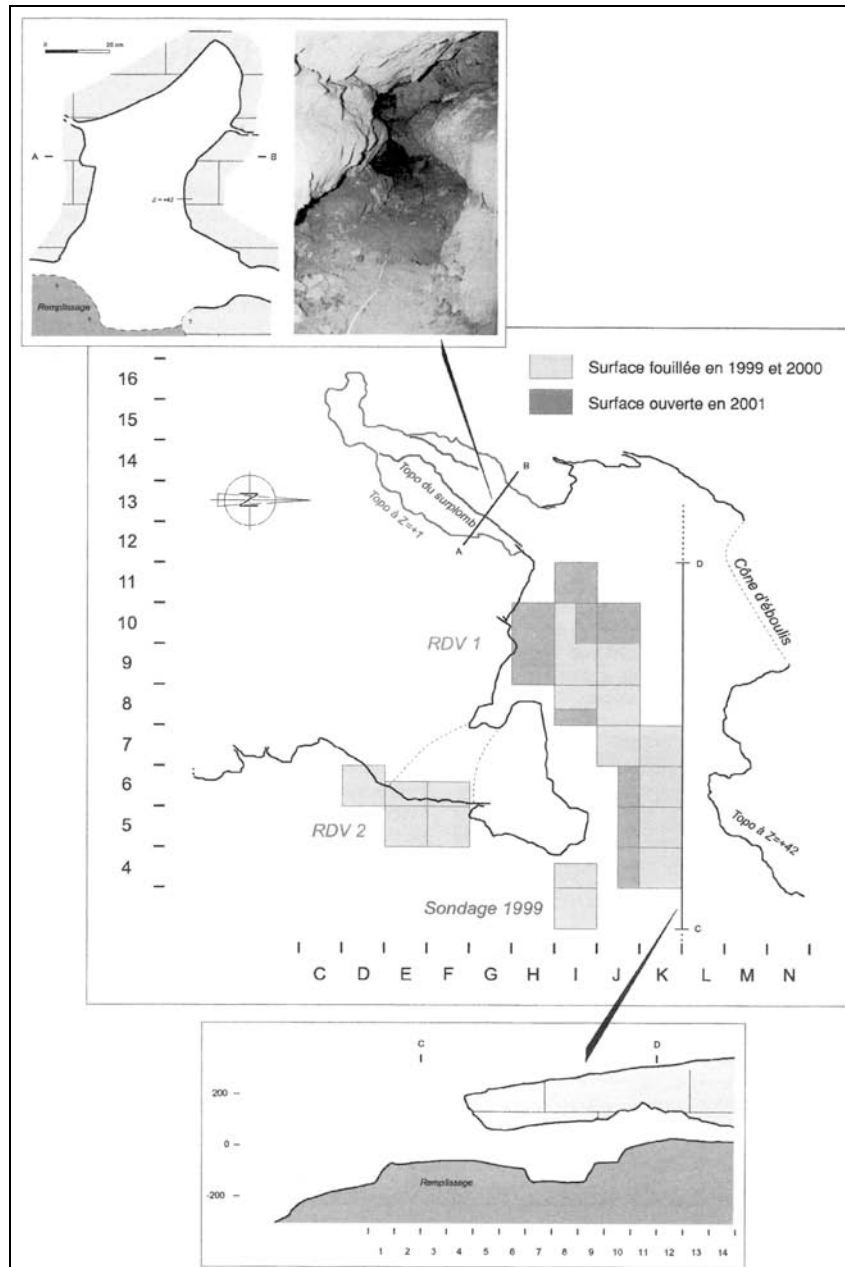 0 20 cm
A
B
Z = +42
Remplissage
?
?
?
?
16
15
14
13
12
11
10
9
8
7
6
5
4
Surface fouillée en 1999 et 2000
Surface ouverte en 2001
N
B
Topo du surplomb
Topo à Z=+1
A
D
Cône d'éboulis
RDV 1
RDV 2
Topo à Z=+42
Sondage 1999
C
C D E F G H I J K L M N
C
D
200
0
-200
Remplissage
1 2 3 4 5 6 7 8 9 10 11 12 13 14